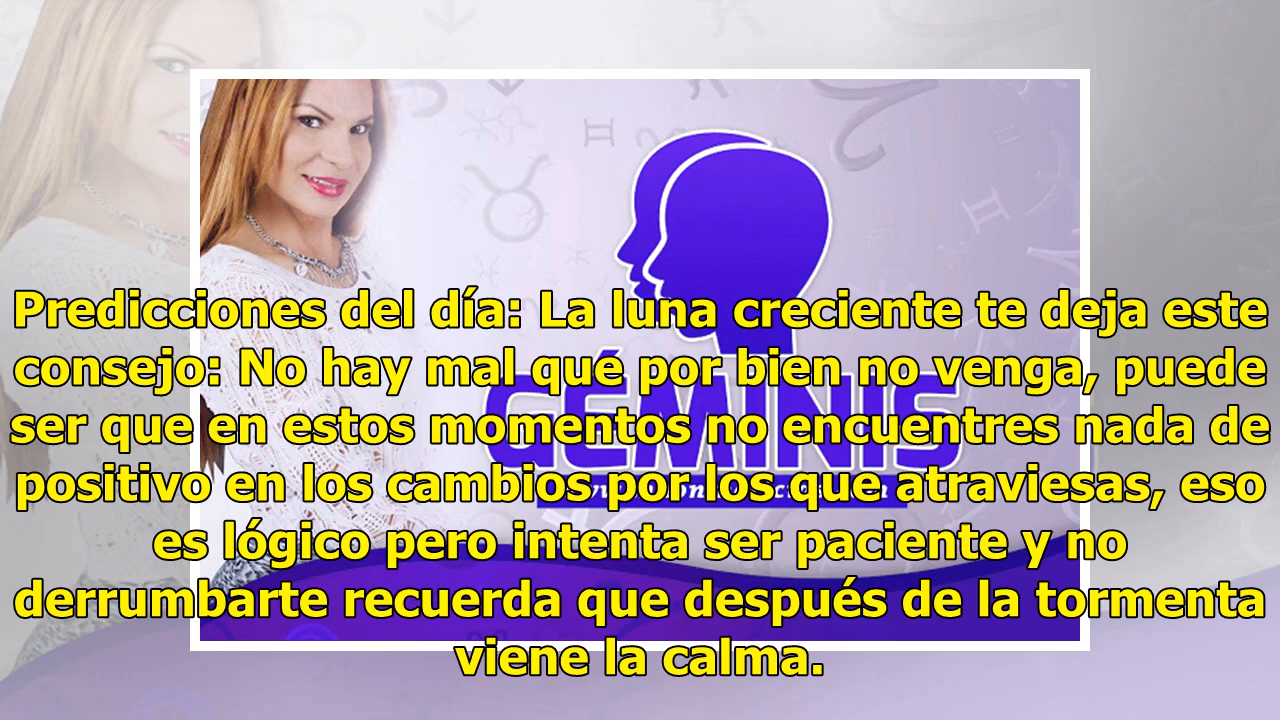 Predicciones del día: La luna creciente te deja este
consejo: No hay mal qué por bien no venga, puede
ser que en estos momentos no encuentres nada de
positivo en los cambios por los que atraviesas, eso
es lógico pero intenta ser paciente y no
derrumbarte recuerda que después de la tormenta
viene la calma.
GÉMINIS